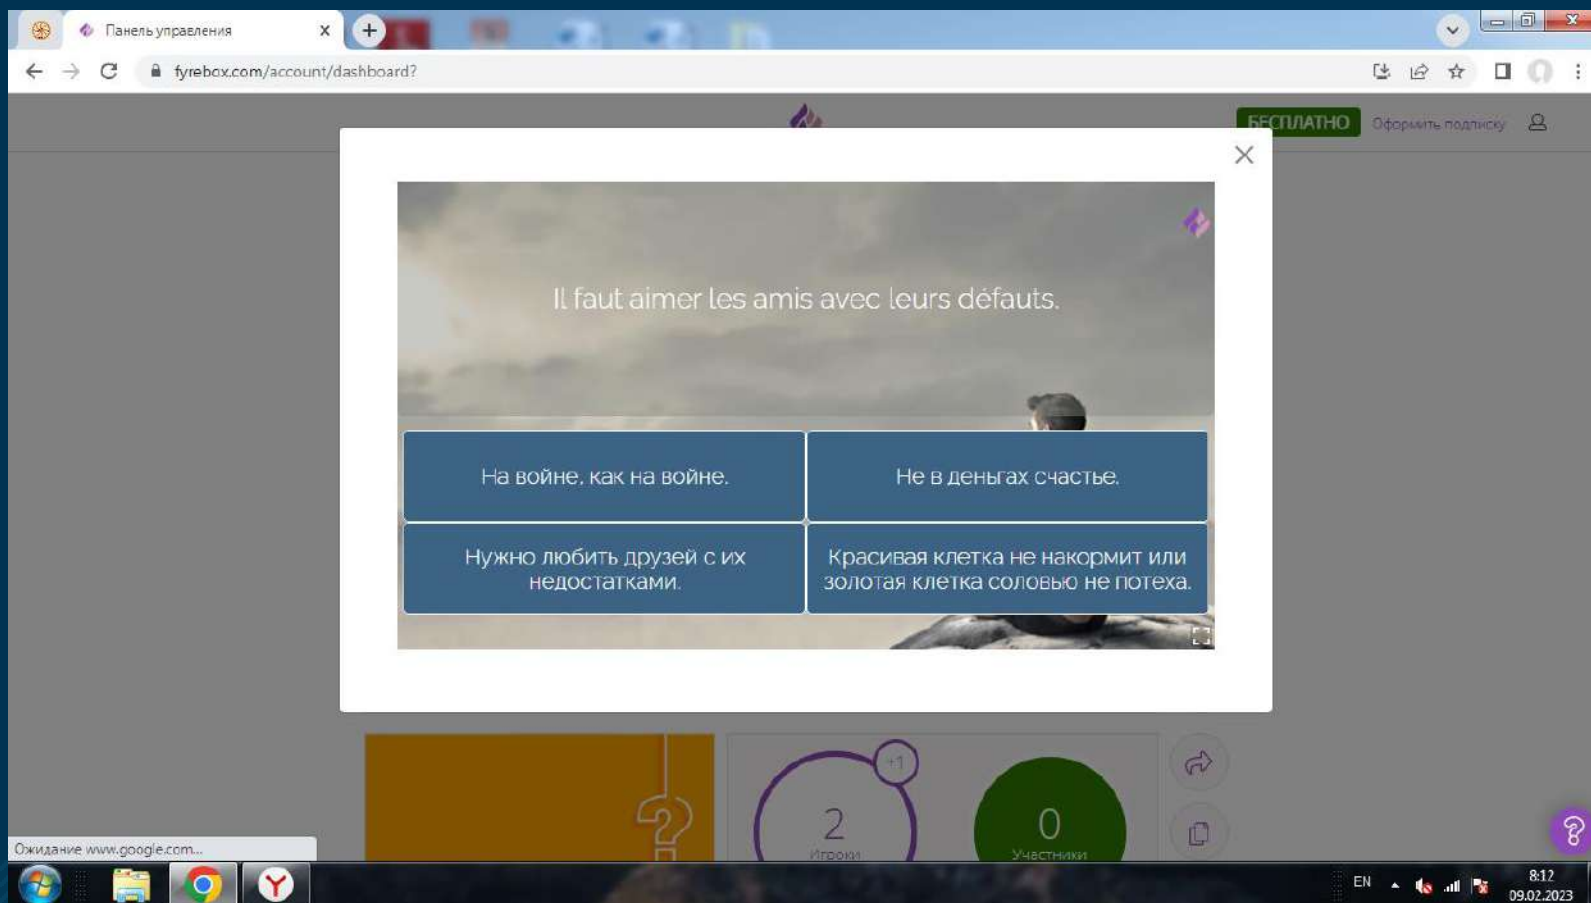 Панель управления
fyrebox.com/account/dashboard?
БЕСПЛАТНО
Оформить подписку
Il faut aimer les amis avec leurs défauts.
На войне, как на войне.
Не в деньгах счастье.
Нужно любить друзей с их
недостатками.
Красивая клетка не накормит или
золотая клетка соловью не потеха.
+1
2
Игроки
0
Участники
Ожидание www.google.com...
EN
8:12
09.02.2023